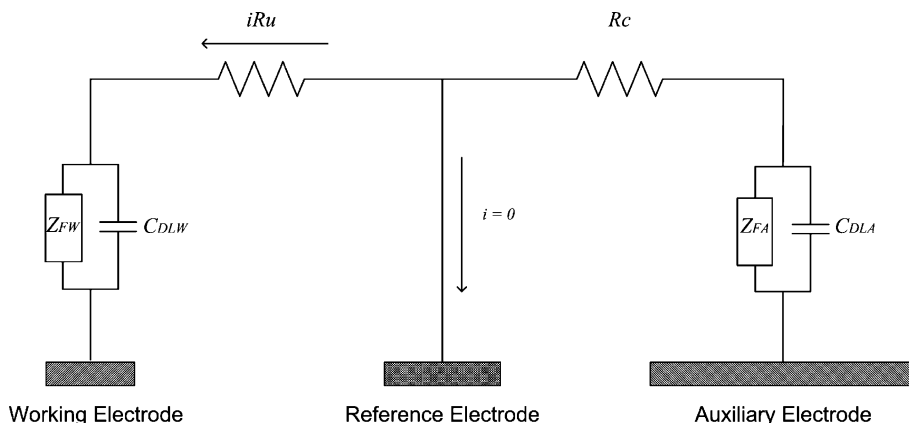 iRu
Rc
ZFW
CDLW
i = 0
ZFA
CDLA
Working Electrode
Reference Electrode
Auxiliary Electrode